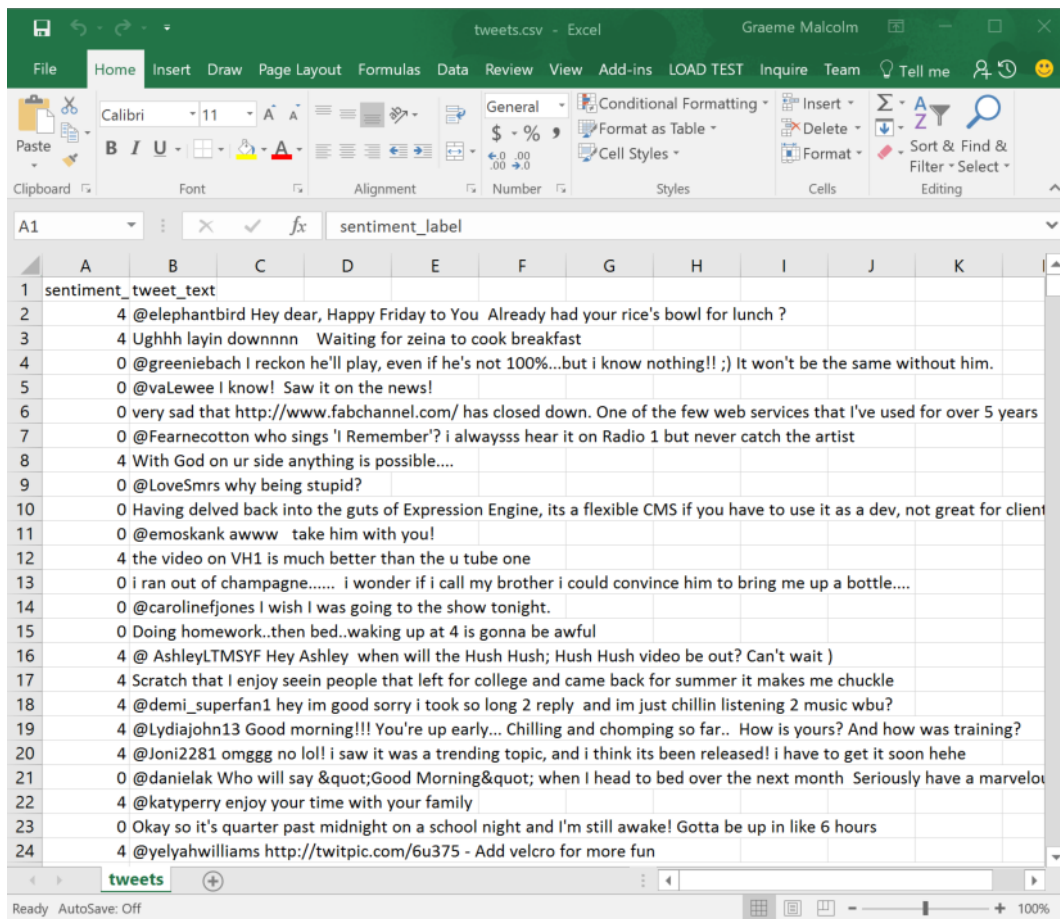 tweets.csv - Excel Graeme Malcolm
File Home Insert Draw Page Layout Formulas Data Review View Add-ins LOAD TEST Inquire Team Tell me
Paste
Calibri 11 A A
B I U A
General
$ % ,
Conditional Formatting
Format as Table
Cell Styles
Insert
Delete
Format
Sort & Filter
Find & Select
Clipboard Font Alignment Number Styles Cells Editing
A1 fx sentiment_label
A B C D E F G H I J K
1 sentiment_ tweet_text
2 4 @elephantbird Hey dear, Happy Friday to You  Already had your rice's bowl for lunch ?
3 4 Ughhh layin downnnn    Waiting for zeina to cook breakfast
4 0 @greeniebach I reckon he'll play, even if he's not 100%...but i know nothing!! ;) It won't be the same without him.
5 0 @vaLewee I know!  Saw it on the news!
6 0 very sad that http://www.fabchannel.com/ has closed down. One of the few web services that I've used for over 5 years
7 0 @Fearnecotton who sings 'I Remember'? i alwaysss hear it on Radio 1 but never catch the artist
8 4 With God on ur side anything is possible....
9 0 @LoveSmrs why being stupid?
10 0 Having delved back into the guts of Expression Engine, its a flexible CMS if you have to use it as a dev, not great for client
11 0 @emoskank awww   take him with you!
12 4 the video on VH1 is much better than the u tube one
13 0 i ran out of champagne......  i wonder if i call my brother i could convince him to bring me up a bottle....
14 0 @carolinefjones I wish I was going to the show tonight.
15 0 Doing homework..then bed..waking up at 4 is gonna be awful
16 4 @ AshleyLTMSYF Hey Ashley  when will the Hush Hush; Hush Hush video be out? Can't wait )
17 4 Scratch that I enjoy seein people that left for college and came back for summer it makes me chuckle
18 4 @demi_superfan1 hey im good sorry i took so long 2 reply  and im just chillin listening 2 music wbu?
19 4 @Lydiajohn13 Good morning!!! You're up early... Chilling and chomping so far..  How is yours? And how was training?
20 4 @Joni2281 omggg no lol! i saw it was a trending topic, and i think its been released! i have to get it soon hehe
21 0 @danielak Who will say &quot;Good Morning&quot; when I head to bed over the next month  Seriously have a marvelou
22 4 @katyperry enjoy your time with your family
23 0 Okay so it's quarter past midnight on a school night and I'm still awake! Gotta be up in like 6 hours
24 4 @yelyahwilliams http://twitpic.com/6u375 - Add velcro for more fun
tweets
Ready AutoSave: Off 100%